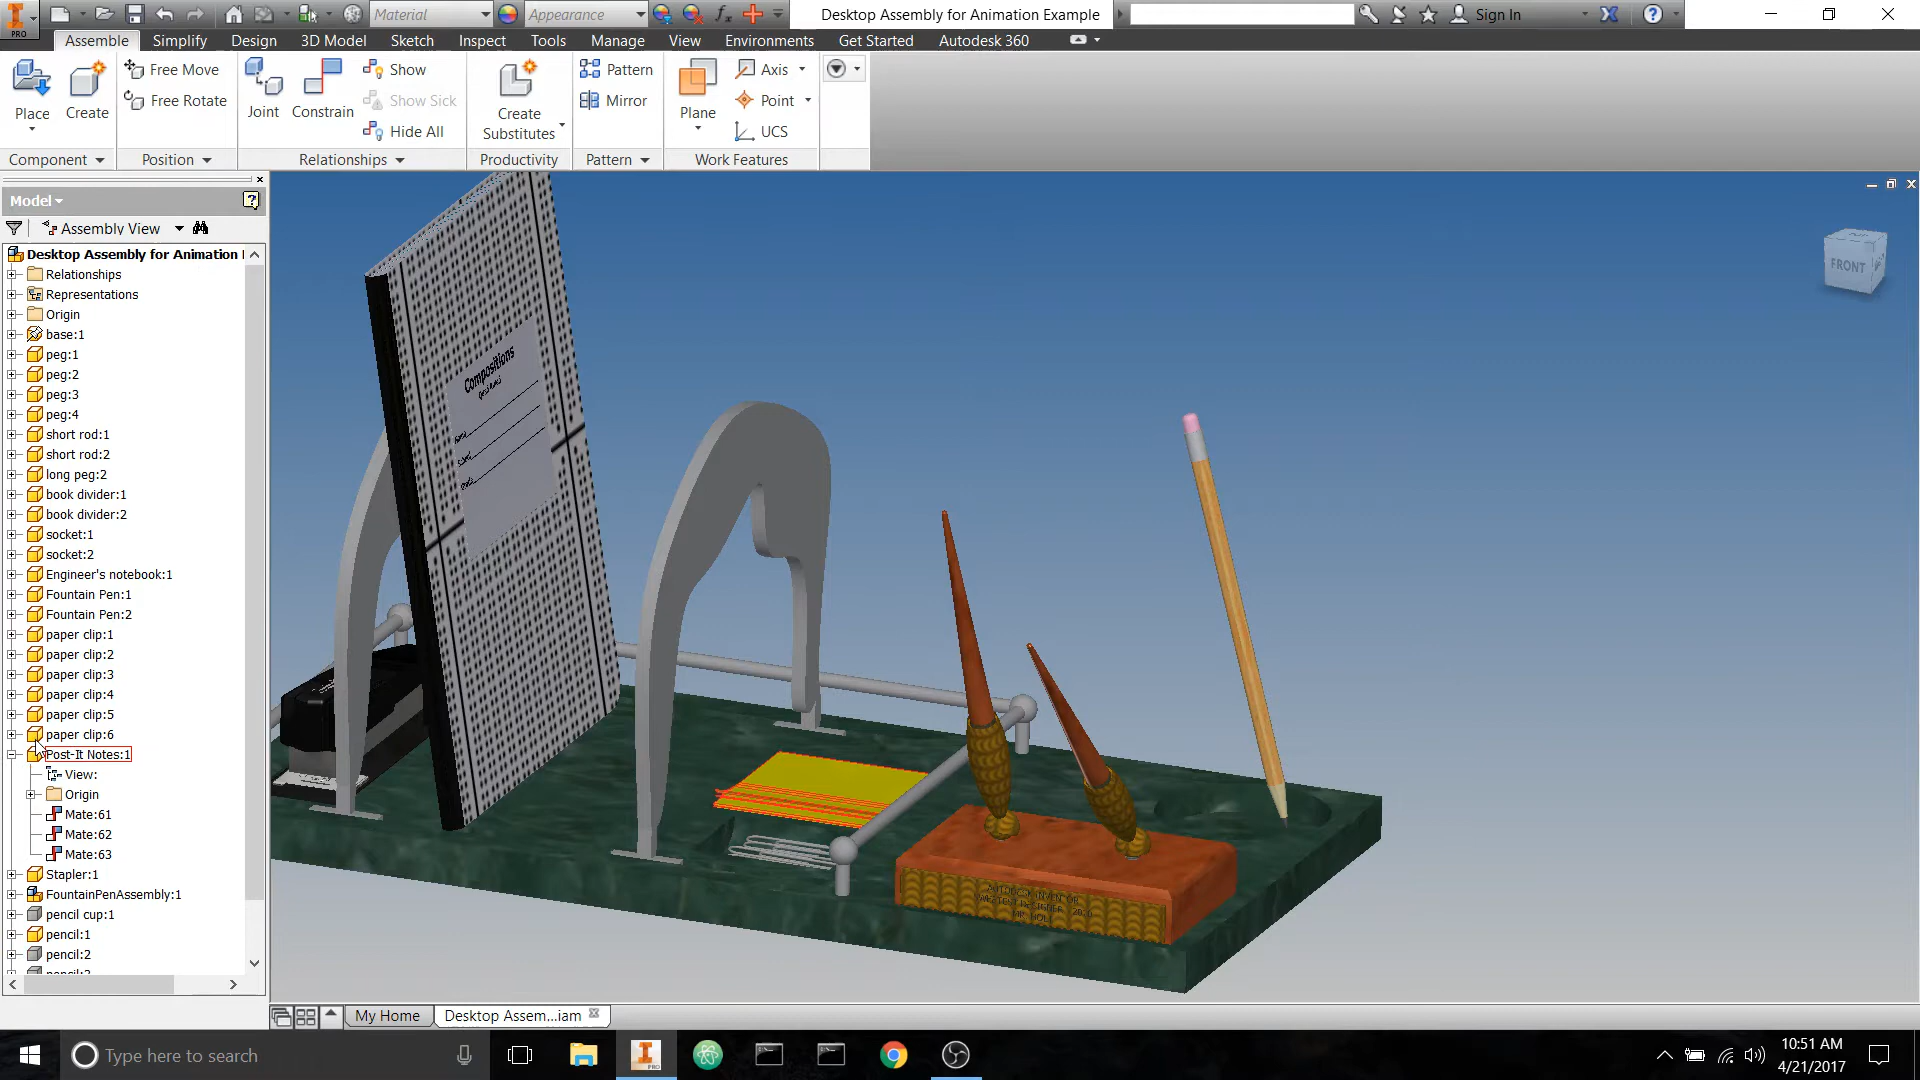 PRO
Material
Appearance
Desktop Assembly for Animation Example
Sign In
Assemble Simplify Design 3D Model Sketch Inspect Tools Manage View Environments Get Started Autodesk 360
Place
Create
Free Move
Free Rotate
Joint
Constrain
Show
Show Sick
Hide All
Create
Substitutes
Pattern
Mirror
Plane
Axis
Point
UCS
Component
Position
Relationships
Productivity
Pattern
Work Features
Model
Assembly View
Desktop Assembly for Animation
Relationships
Representations
Origin
base:1
peg:1
peg:2
peg:3
peg:4
short rod:1
short rod:2
long peg:2
book divider:1
book divider:2
socket:1
socket:2
Engineer's notebook:1
Fountain Pen:1
Fountain Pen:2
paper clip:1
paper clip:2
paper clip:3
paper clip:4
paper clip:5
paper clip:6
Post-It Notes:1
View:
Origin
Mate:61
Mate:62
Mate:63
Stapler:1
FountainPenAssembly:1
pencil cup:1
pencil:1
pencil:2
Compositions
FRONT
AUTODESK INVENTOR
My Home
Desktop Assem...iam
Type here to search
PRO
10:51 AM
4/21/2017